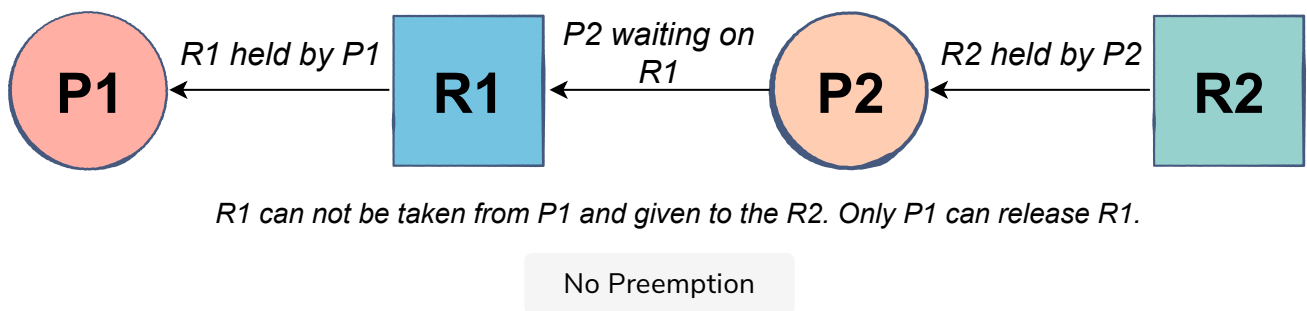 P1
R1 held by P1
R1
P2 waiting on
R1
P2
R2 held by P2
R2
R1 can not be taken from P1 and given to the R2. Only P1 can release R1.
No Preemption